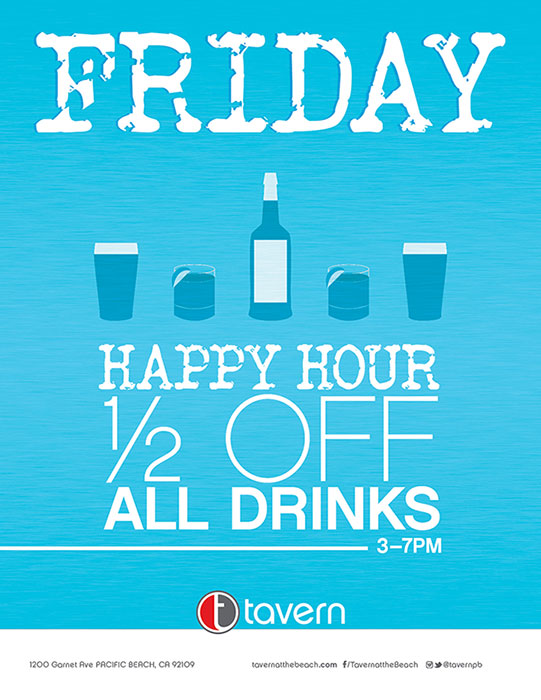 FRIDAY
HAPPY HOUR
½ OFF
ALL DRINKS
3–7PM
t tavern
1200 Garnet Ave PACIFIC BEACH, CA 92109 tavernatthebeach.com f/TavernattheBeach @tavernpb